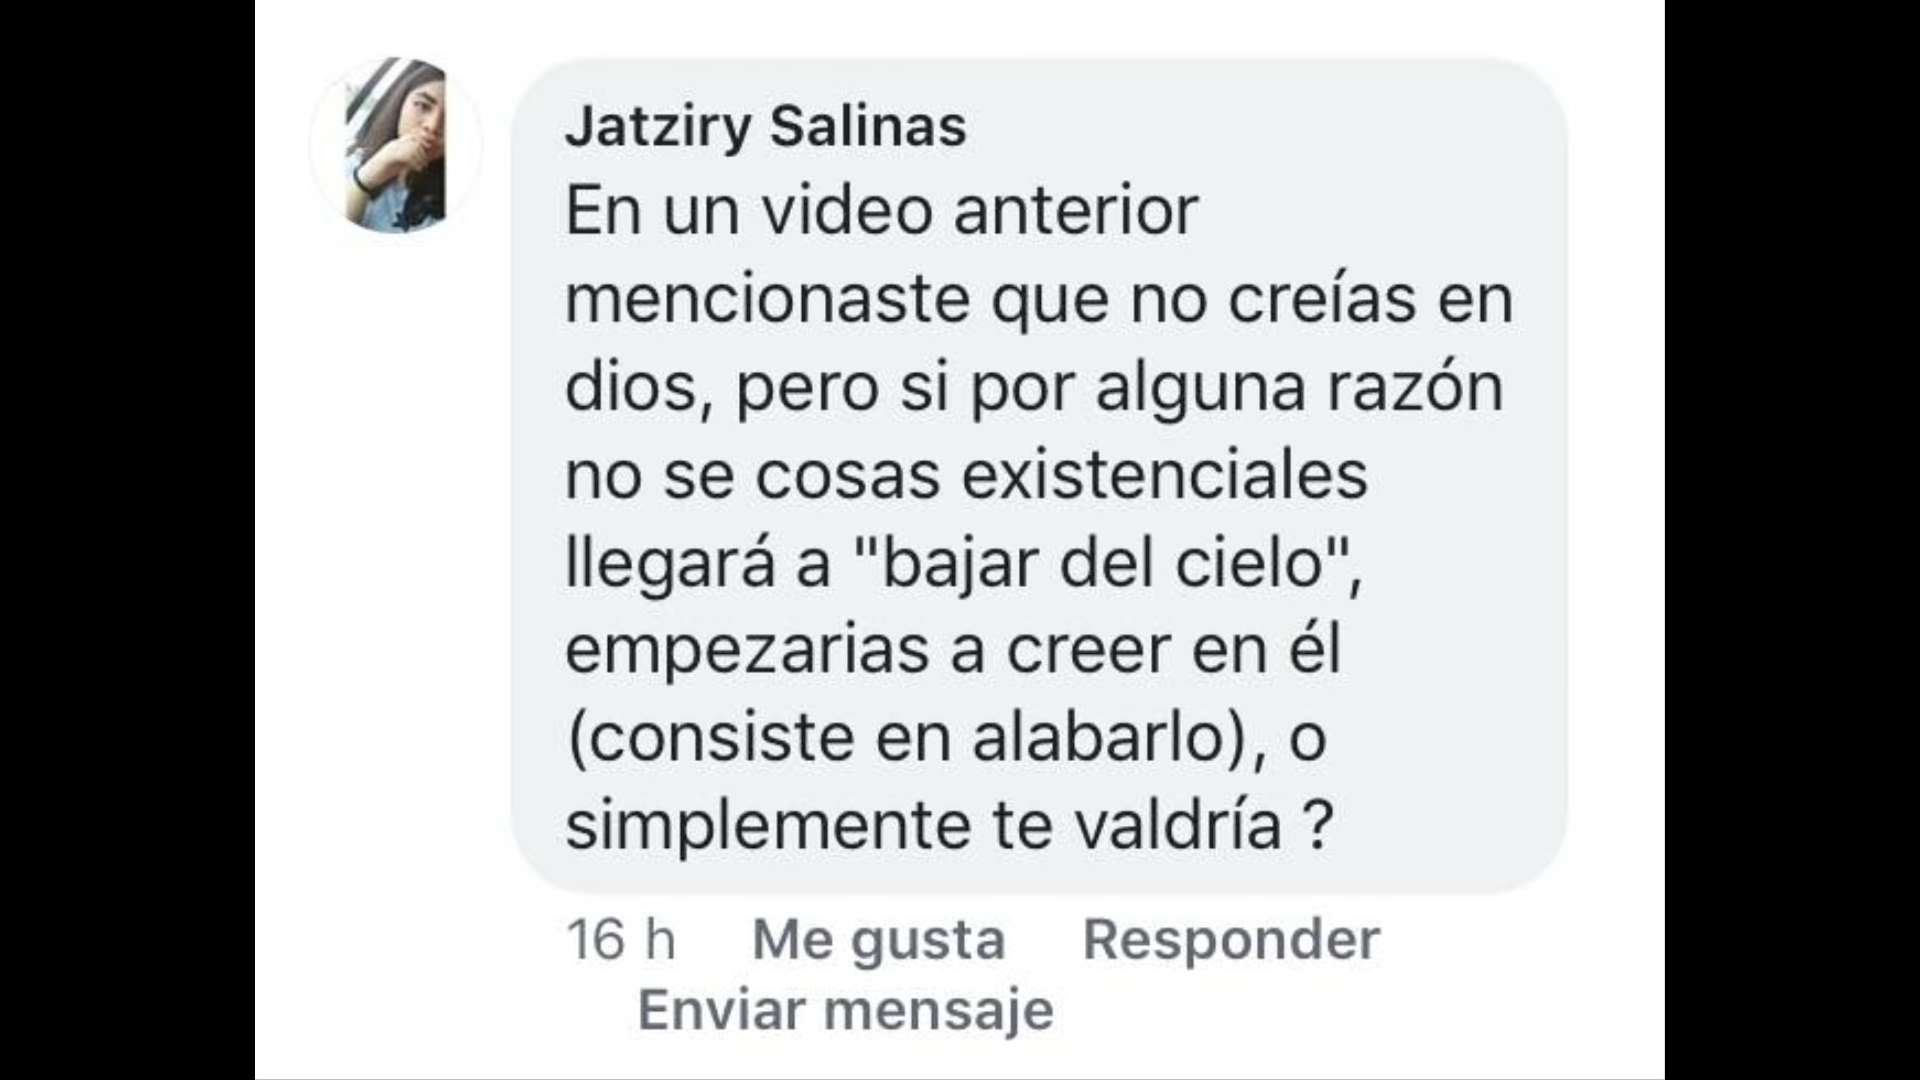 Jatziry Salinas
En un video anterior
mencionaste que no creías en
dios, pero si por alguna razón
no se cosas existenciales
llegará a "bajar del cielo",
empezarias a creer en él
(consiste en alabarlo), o
simplemente te valdría ?
16 h Me gusta Responder
Enviar mensaje